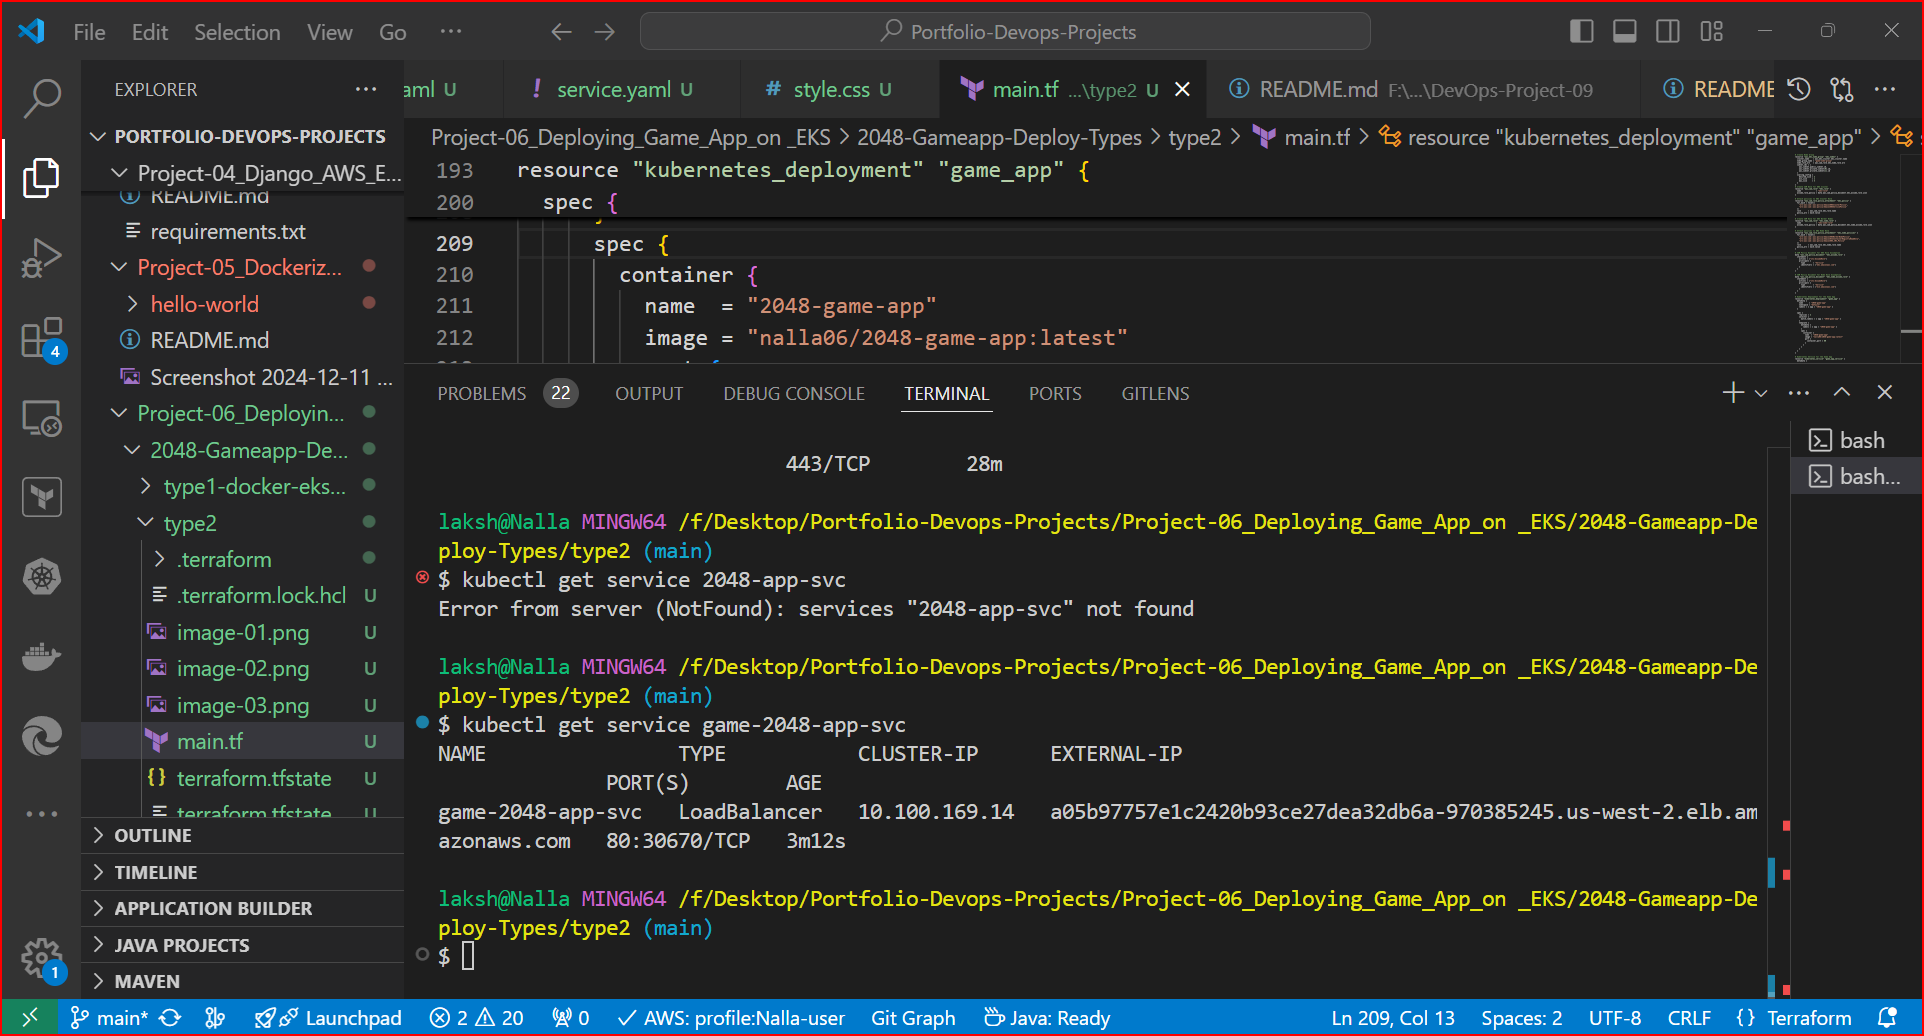 File Edit Selection View Go ··· Portfolio-Devops-Projects
EXPLORER ···
aml U ! service.yaml U # style.css U main.tf ...\type2 U README.md F:\...\DevOps-Project-09 README ···
PORTFOLIO-DEVOPS-PROJECTS
Project-06_Deploying_Game_App_on _EKS > 2048-Gameapp-Deploy-Types > type2 > main.tf > resource "kubernetes_deployment" "game_app" >
Project-04_Django_AWS_E...
README.md
requirements.txt
Project-05_Dockeriz...
hello-world
README.md
Screenshot 2024-12-11 ...
Project-06_Deployin...
2048-Gameapp-De...
type1-docker-eks...
type2
.terraform
.terraform.lock.hcl U
image-01.png U
image-02.png U
image-03.png U
main.tf U
{} terraform.tfstate U
terraform.tfstate U
OUTLINE
TIMELINE
APPLICATION BUILDER
JAVA PROJECTS
MAVEN
4
1
193 resource "kubernetes_deployment" "game_app" {
200 spec {
209 spec {
210 container {
211 name = "2048-game-app"
212 image = "nalla06/2048-game-app:latest"
PROBLEMS 22 OUTPUT DEBUG CONSOLE TERMINAL PORTS GITLENS
bash
bash...
443/TCP 28m
laksh@Nalla MINGW64 /f/Desktop/Portfolio-Devops-Projects/Project-06_Deploying_Game_App_on _EKS/2048-Gameapp-De
ploy-Types/type2 (main)
$ kubectl get service 2048-app-svc
Error from server (NotFound): services "2048-app-svc" not found
laksh@Nalla MINGW64 /f/Desktop/Portfolio-Devops-Projects/Project-06_Deploying_Game_App_on _EKS/2048-Gameapp-De
ploy-Types/type2 (main)
$ kubectl get service game-2048-app-svc
NAME TYPE CLUSTER-IP EXTERNAL-IP
PORT(S) AGE
game-2048-app-svc LoadBalancer 10.100.169.14 a05b97757e1c2420b93ce27dea32db6a-970385245.us-west-2.elb.am
azonaws.com 80:30670/TCP 3m12s
laksh@Nalla MINGW64 /f/Desktop/Portfolio-Devops-Projects/Project-06_Deploying_Game_App_on _EKS/2048-Gameapp-De
ploy-Types/type2 (main)
$
main* Launchpad 2 20 0 AWS: profile:Nalla-user Git Graph Java: Ready Ln 209, Col 13 Spaces: 2 UTF-8 CRLF {} Terraform